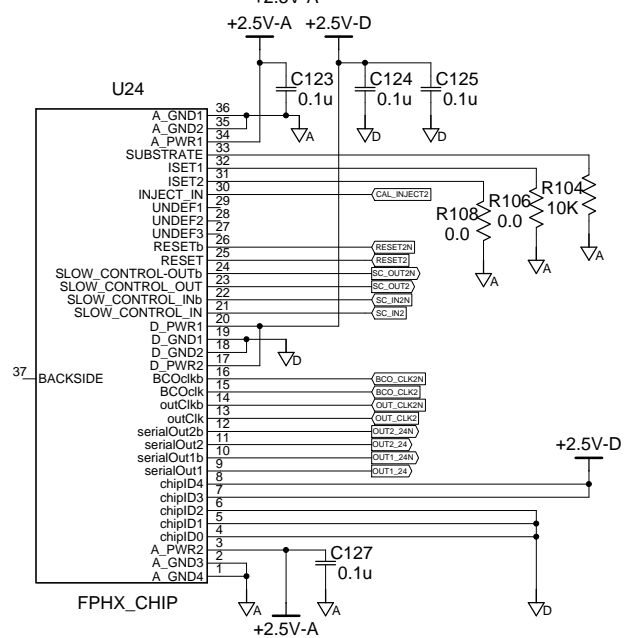 +2.5V-A
+2.5V-A +2.5V-D
U24
C123
0.1u
C124
0.1u
C125
0.1u
A
D
D
A_GND1 36
A_GND2 35
A_PWR1 34
SUBSTRATE 33
ISET1 32
ISET2 31
INJECT_IN 30 CAL_INJECT2
UNDEF1 29
UNDEF2 28
UNDEF3 27
RESETb 26 RESET2N
RESET 25 RESET2
SLOW_CONTROL-OUTb 24 SC_OUT2N
SLOW_CONTROL_OUT 23 SC_OUT2
SLOW_CONTROL_INb 22 SC_IN2N
SLOW_CONTROL_IN 21 SC_IN2
R108
0.0
R106
0.0
R104
10K
A
A
A
D_PWR1 20
D_GND1 19
D_GND2 18
D_PWR2 17
D
37 BACKSIDE
BCOclkb 16 BCO_CLK2N
BCOclk 15 BCO_CLK2
outClkb 14 OUT_CLK2N
outClk 13 OUT_CLK2
serialOut2b 12 OUT2_24N
serialOut2 11 OUT2_24
serialOut1b 10 OUT1_24N
serialOut1 9 OUT1_24
+2.5V-D
chipID4 8
chipID3 7
chipID2 6
chipID1 5
chipID0 4
A_PWR2 3
A_GND3 2
A_GND4 1
C127
0.1u
FPHX_CHIP
A
A
D
+2.5V-A